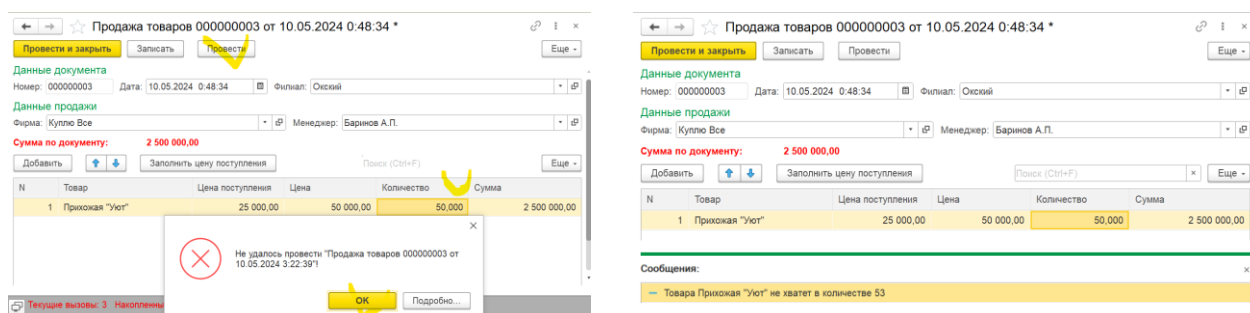 Продажа товаров 000000003 от 10.05.2024 0:48:34 *
Провести и закрыть Записать Провести Еще
Данные документа
Номер: 000000003 Дата: 10.05.2024 0:48:34 Филиал: Окский
Данные продажи
Фирма: Куплю Все Менеджер: Баринов А.П.
Сумма по документу: 2 500 000,00
Добавить Заполнить цену поступления Поиск (Ctrl+F) Еще
N Товар Цена поступления Цена Количество Сумма
1 Прихожая "Уют" 25 000,00 50 000,00 50,000 2 500 000,00
Не удалось провести "Продажа товаров 000000003 от
10.05.2024 3:22:39"!
OK Подробно...
Текущие вызовы: 3 Накопленны
Продажа товаров 000000003 от 10.05.2024 0:48:34 *
Провести и закрыть Записать Провести Еще
Данные документа
Номер: 000000003 Дата: 10.05.2024 0:48:34 Филиал: Окский
Данные продажи
Фирма: Куплю Все Менеджер: Баринов А.П.
Сумма по документу: 2 500 000,00
Добавить Заполнить цену поступления Поиск (Ctrl+F) Еще
N Товар Цена поступления Цена Количество Сумма
1 Прихожая "Уют" 25 000,00 50 000,00 50,000 2 500 000,00
Сообщения:
Товара Прихожая "Уют" не хватет в количестве 53